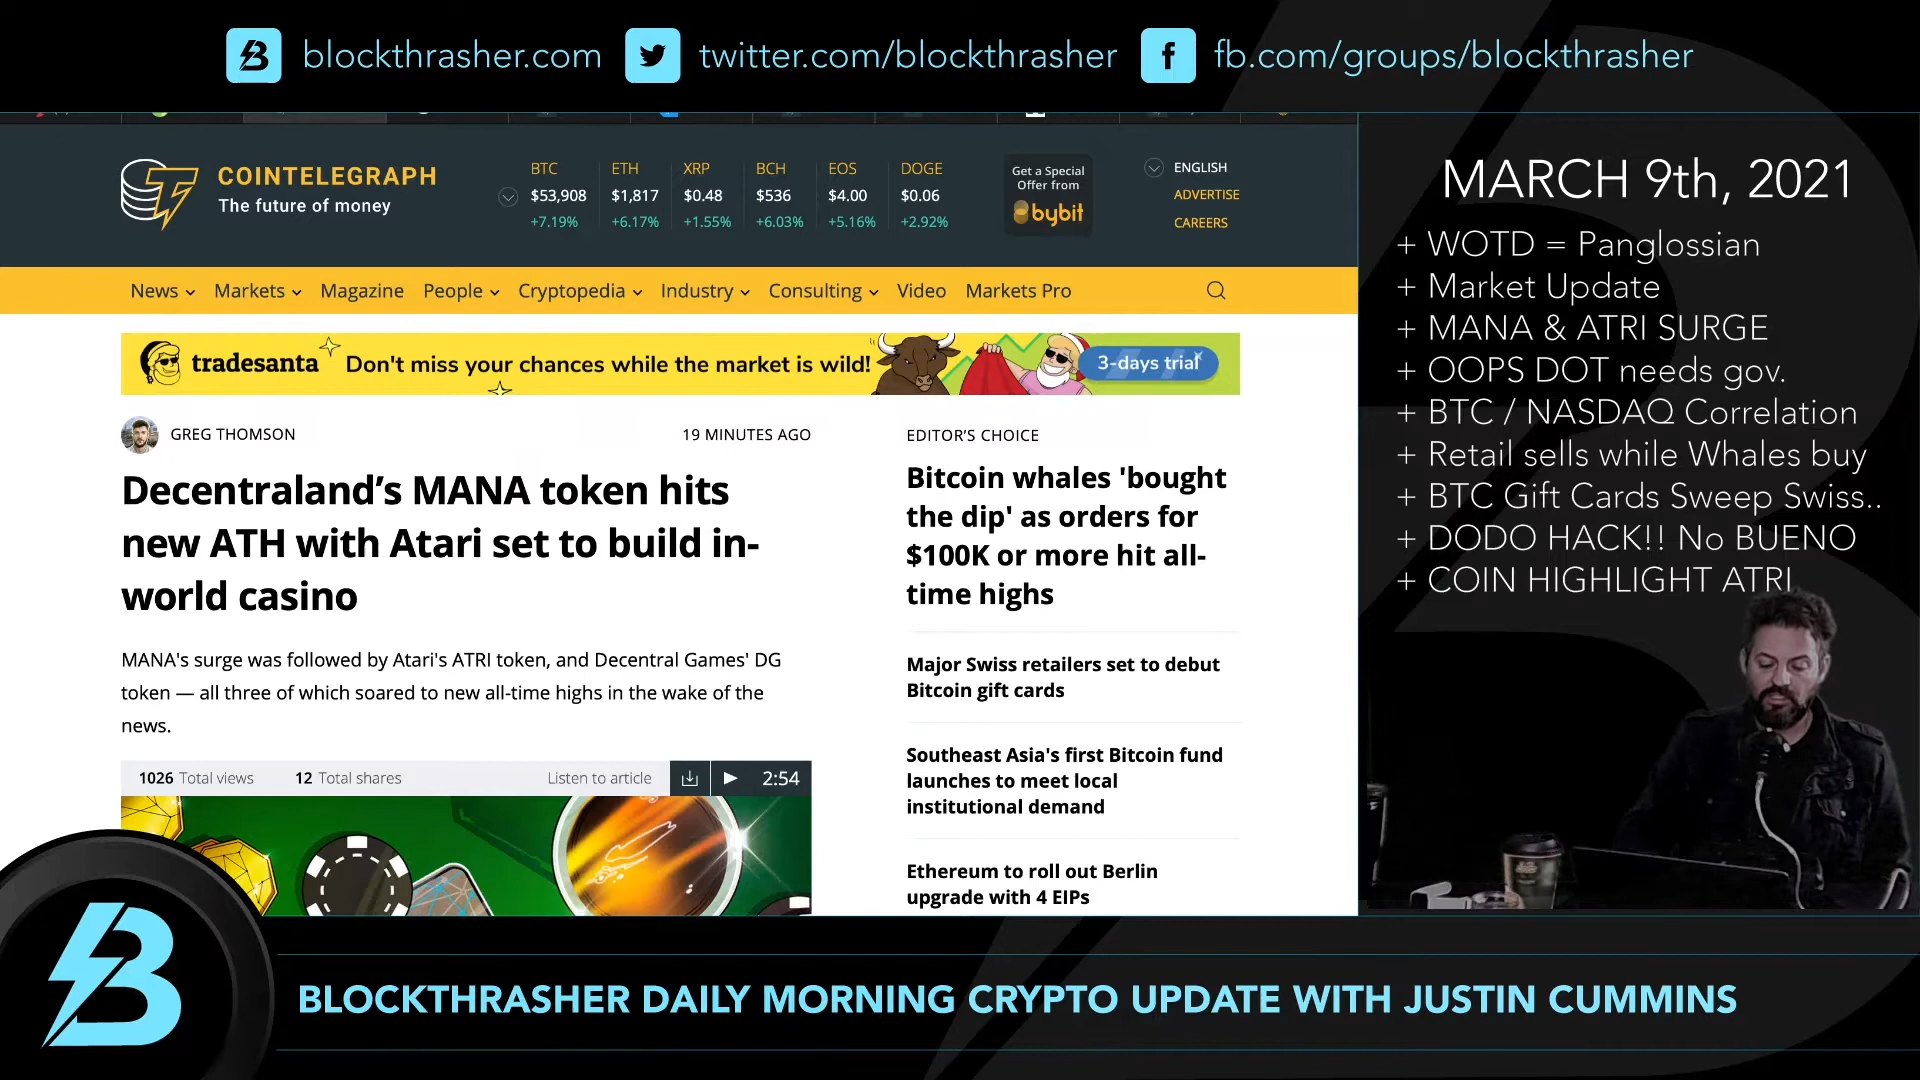 blockthrasher.com twitter.com/blockthrasher fb.com/groups/blockthrasher
COINTELEGRAPH
The future of money
BTC ETH XRP BCH EOS DOGE
$53,908 $1,817 $0.48 $536 $4.00 $0.06
+7.19% +6.17% +1.55% +6.03% +5.16% +2.92%
Get a Special
Offer from
bybit
ENGLISH
ADVERTISE
CAREERS
News Markets Magazine People Cryptopedia Industry Consulting Video Markets Pro
tradesanta Don't miss your chances while the market is wild! 3-days trial
GREG THOMSON 19 MINUTES AGO
Decentraland’s MANA token hits
new ATH with Atari set to build in-
world casino
MANA's surge was followed by Atari's ATRI token, and Decentral Games' DG
token — all three of which soared to new all-time highs in the wake of the
news.
1026 Total views 12 Total shares Listen to article 2:54
EDITOR’S CHOICE
Bitcoin whales 'bought
the dip' as orders for
$100K or more hit all-
time highs
Major Swiss retailers set to debut
Bitcoin gift cards
Southeast Asia's first Bitcoin fund
launches to meet local
institutional demand
Ethereum to roll out Berlin
upgrade with 4 EIPs
MARCH 9th, 2021
+ WOTD = Panglossian
+ Market Update
+ MANA & ATRI SURGE
+ OOPS DOT needs gov.
+ BTC / NASDAQ Correlation
+ Retail sells while Whales buy
+ BTC Gift Cards Sweep Swiss..
+ DODO HACK!! No BUENO
+ COIN HIGHLIGHT ATRI
BLOCKTHRASHER DAILY MORNING CRYPTO UPDATE WITH JUSTIN CUMMINS